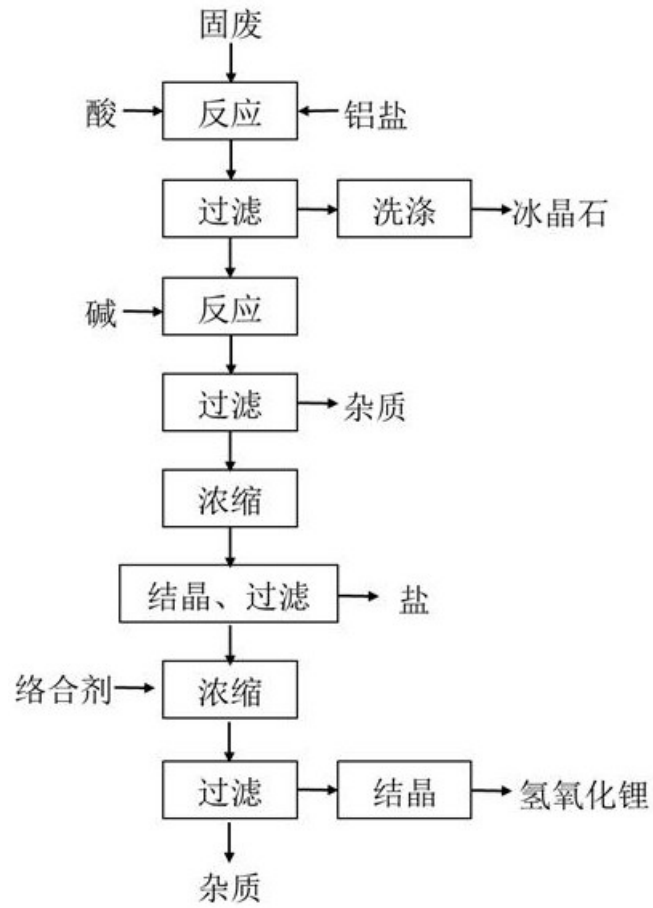 固废
酸 反应 铝盐
过滤 洗涤 冰晶石
碱 反应
过滤 杂质
浓缩
结晶、过滤 盐
络合剂 浓缩
过滤 结晶 氢氧化锂
杂质